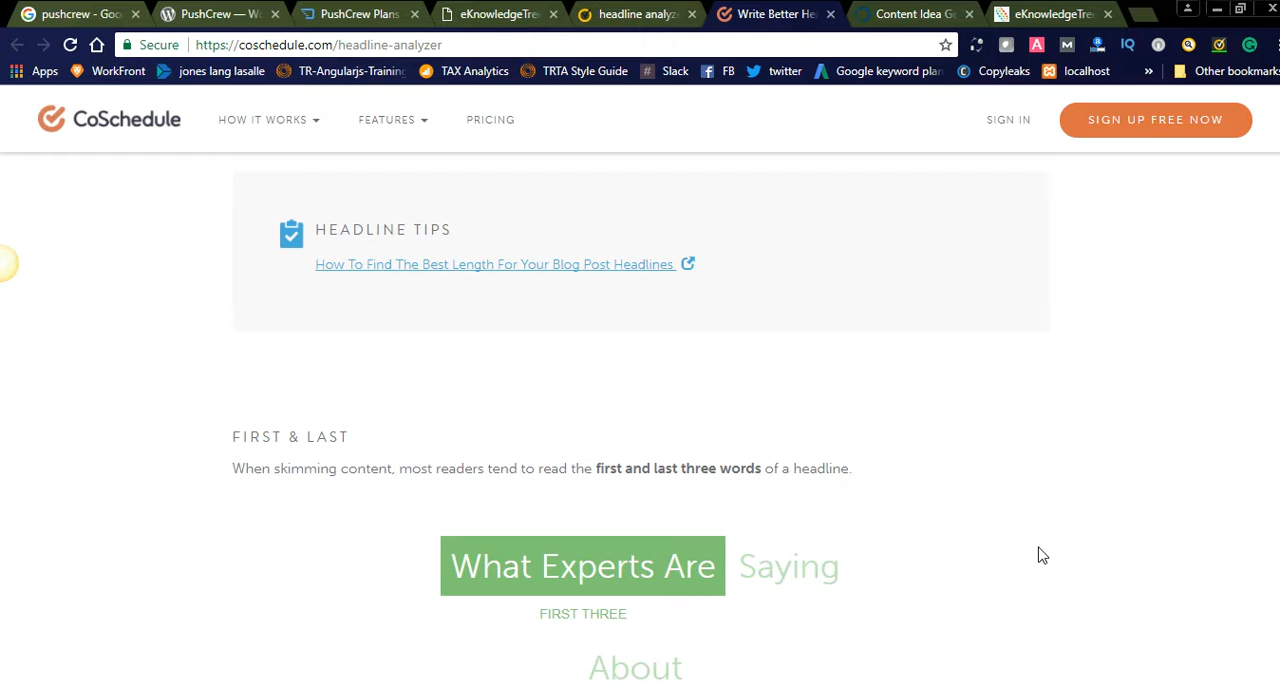 pushcrew - Goo
PushCrew — Wo
PushCrew Plans
eKnowledgeTre
headline analyz
Write Better He
Content Idea Ge
eKnowledgeTre
Secure
https://coschedule.com/headline-analyzer
Apps
WorkFront
jones lang lasalle
TR-Angularjs-Training
TAX Analytics
TRTA Style Guide
Slack
FB
twitter
Google keyword plan
Copyleaks
localhost
»
Other bookmarks
CoSchedule
HOW IT WORKS
FEATURES
PRICING
SIGN IN
SIGN UP FREE NOW
HEADLINE TIPS
How To Find The Best Length For Your Blog Post Headlines
FIRST & LAST
When skimming content, most readers tend to read the first and last three words of a headline.
What Experts Are Saying
FIRST THREE
About